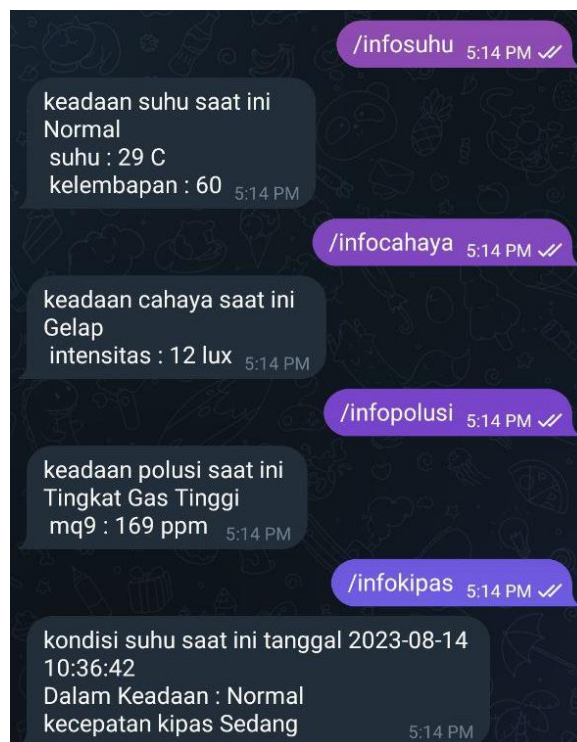 /infosuhu 5:14 PM
keadaan suhu saat ini
Normal
suhu : 29 C
kelembapan : 60 5:14 PM
/infocahaya 5:14 PM
keadaan cahaya saat ini
Gelap
intensitas : 12 lux 5:14 PM
/infopolusi 5:14 PM
keadaan polusi saat ini
Tingkat Gas Tinggi
mq9 : 169 ppm 5:14 PM
/infokipas 5:14 PM
kondisi suhu saat ini tanggal 2023-08-14
10:36:42
Dalam Keadaan : Normal
kecepatan kipas Sedang 5:14 PM